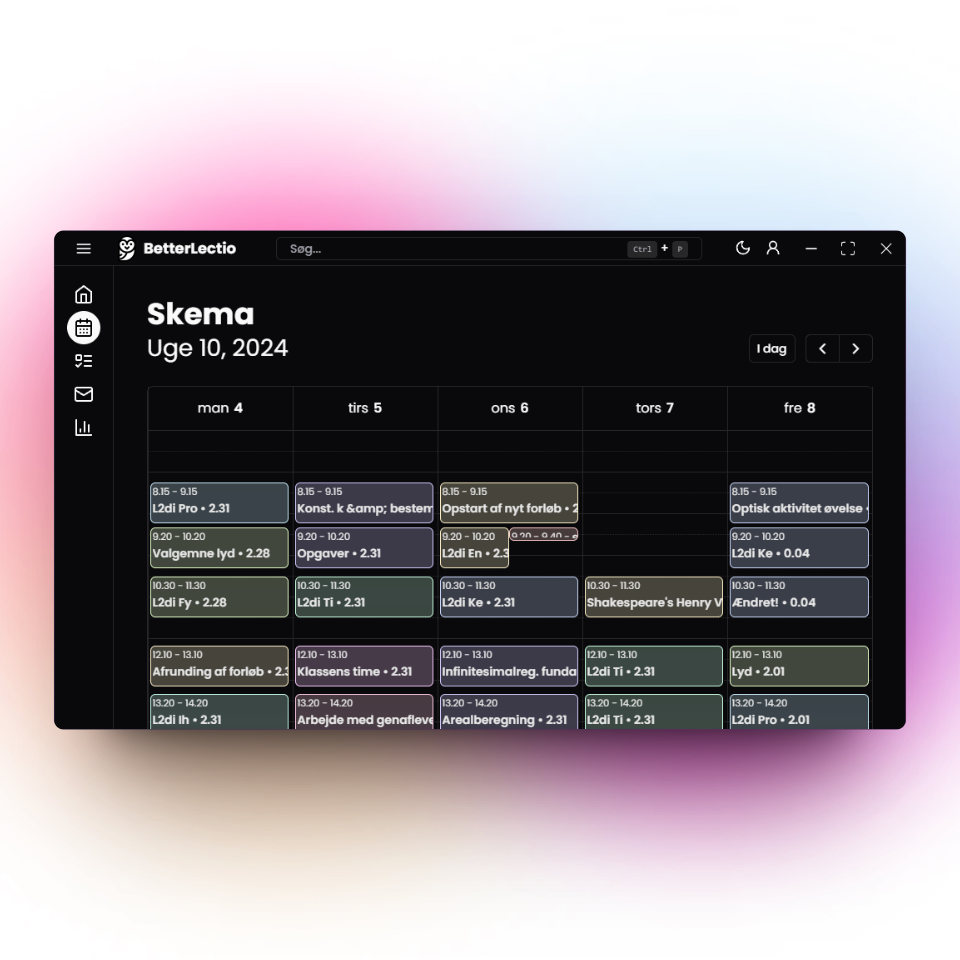 BetterLectio
Søg...
Ctrl + P
Skema
Uge 10, 2024
I dag
man 4
tirs 5
ons 6
tors 7
fre 8
8.15 – 9.15
L2di Pro • 2.31
9.20 – 10.20
Valgemne lyd • 2.28
10.30 – 11.30
L2di Fy • 2.28
12.10 – 13.10
Afrunding af forløb • 2.3
13.20 – 14.20
L2di Ih • 2.31
8.15 – 9.15
Konst. k &amp; bestem
9.20 – 10.20
Opgaver • 2.31
10.30 – 11.30
L2di Ti • 2.31
12.10 – 13.10
Klassens time • 2.31
13.20 – 14.20
Arbejde med genafleve
8.15 – 9.15
Opstart af nyt forløb • 2
9.20 – 10.20
L2di En • 2.3
9.20 – 9.40 –
10.30 – 11.30
L2di Ke • 2.31
12.10 – 13.10
Infinitesimalreg. funda
13.20 – 14.20
Arealberegning • 2.31
10.30 – 11.30
Shakespeare's Henry V
12.10 – 13.10
L2di Ti • 2.31
13.20 – 14.20
L2di Ti • 2.31
8.15 – 9.15
Optisk aktivitet øvelse •
9.20 – 10.20
L2di Ke • 0.04
10.30 – 11.30
Ændret! • 0.04
12.10 – 13.10
Lyd • 2.01
13.20 – 14.20
L2di Pro • 2.01